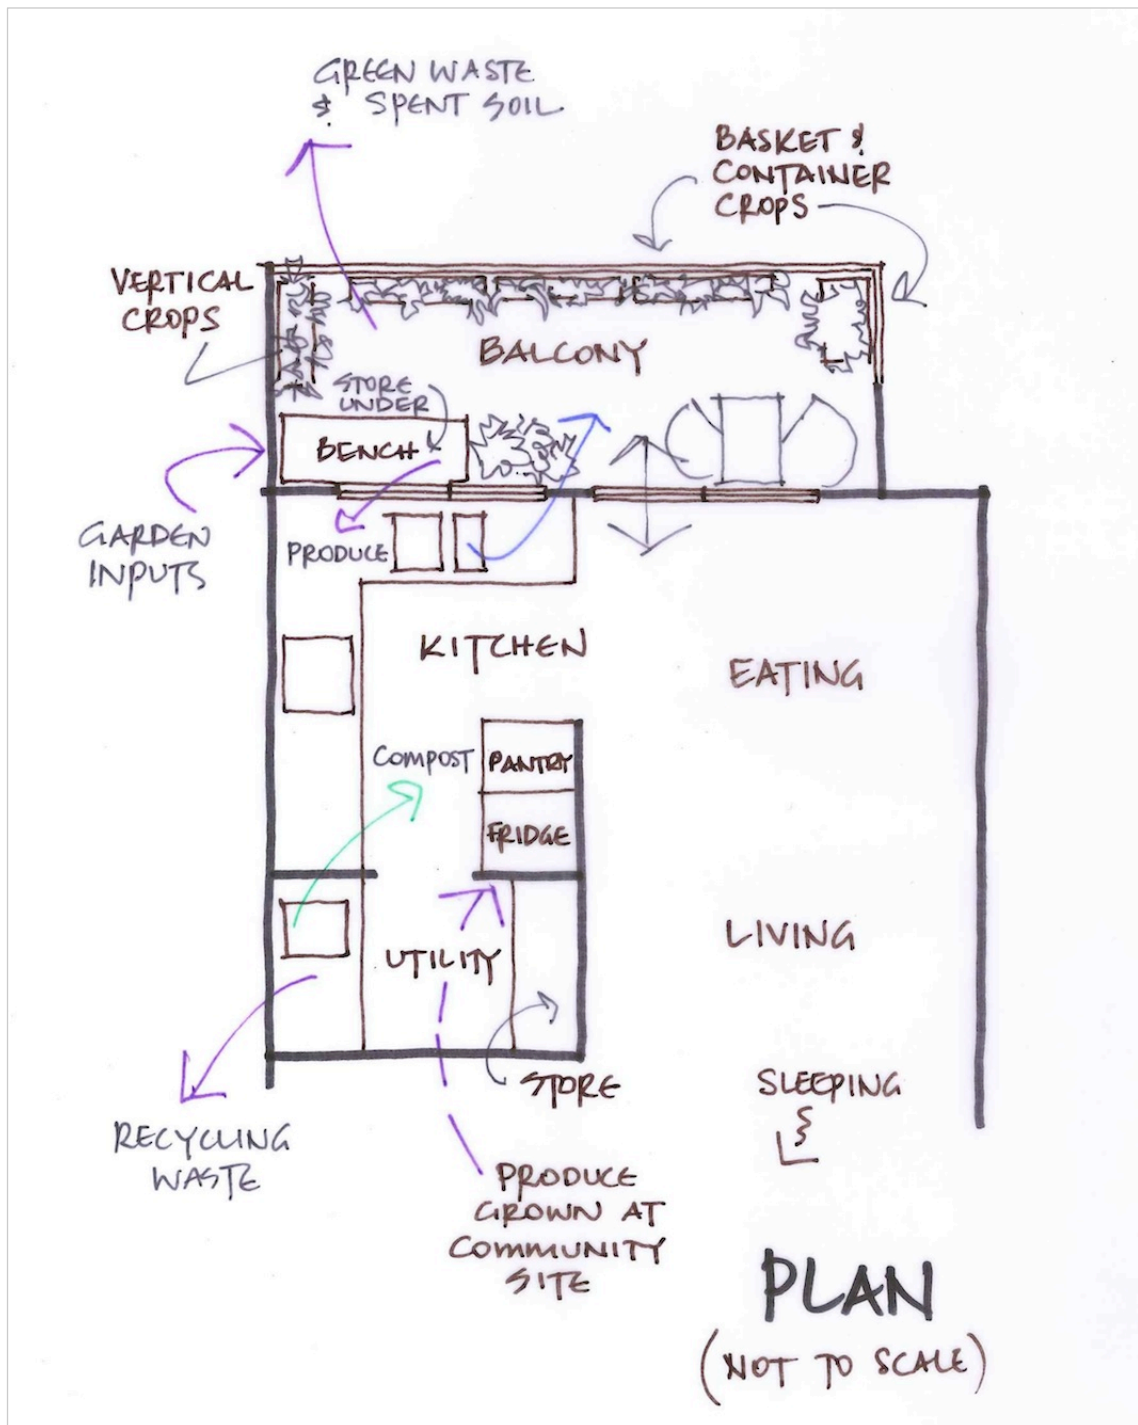 GREEN WASTE
& SPENT SOIL
BASKET &
CONTAINER
CROPS
VERTICAL
CROPS
BALCONY
STORE
UNDER
BENCH
GARDEN
INPUTS
PRODUCE
KITCHEN
EATING
COMPOST
PANTRY
FRIDGE
LIVING
UTILITY
STORE
SLEEPING
RECYCLING
WASTE
PRODUCE
GROWN AT
COMMUNITY
SITE
PLAN
(NOT TO SCALE)